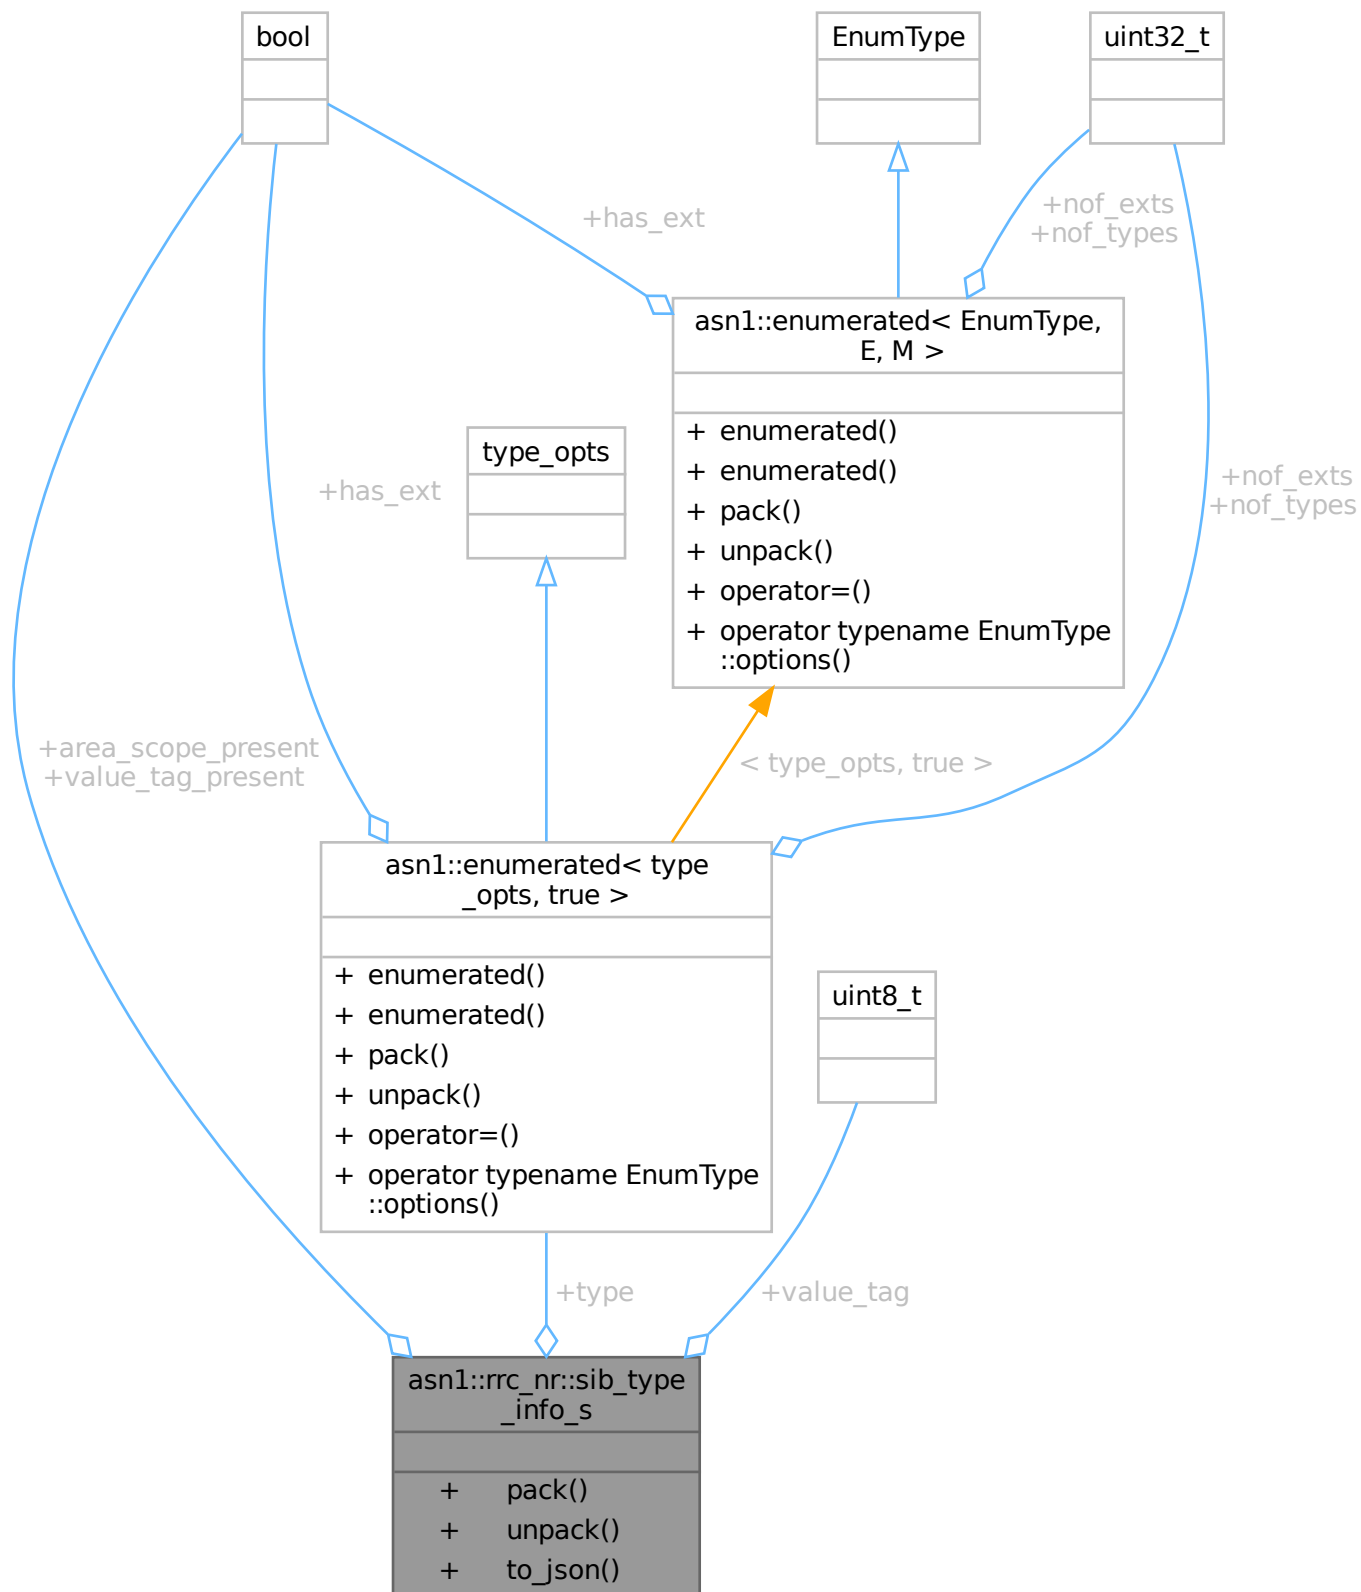 bool
EnumType
uint32_t
+has_ext
+nof_exts
+nof_types
asn1::enumerated< EnumType,
E, M >
+ enumerated()
+ enumerated()
+ pack()
+ unpack()
+ operator=()
+ operator typename EnumType
::options()
type_opts
+has_ext
+nof_exts
+nof_types
+area_scope_present
+value_tag_present
< type_opts, true >
asn1::enumerated< type
_opts, true >
+ enumerated()
+ enumerated()
+ pack()
+ unpack()
+ operator=()
+ operator typename EnumType
::options()
uint8_t
+type
+value_tag
asn1::rrc_nr::sib_type
_info_s
+ pack()
+ unpack()
+ to_json()